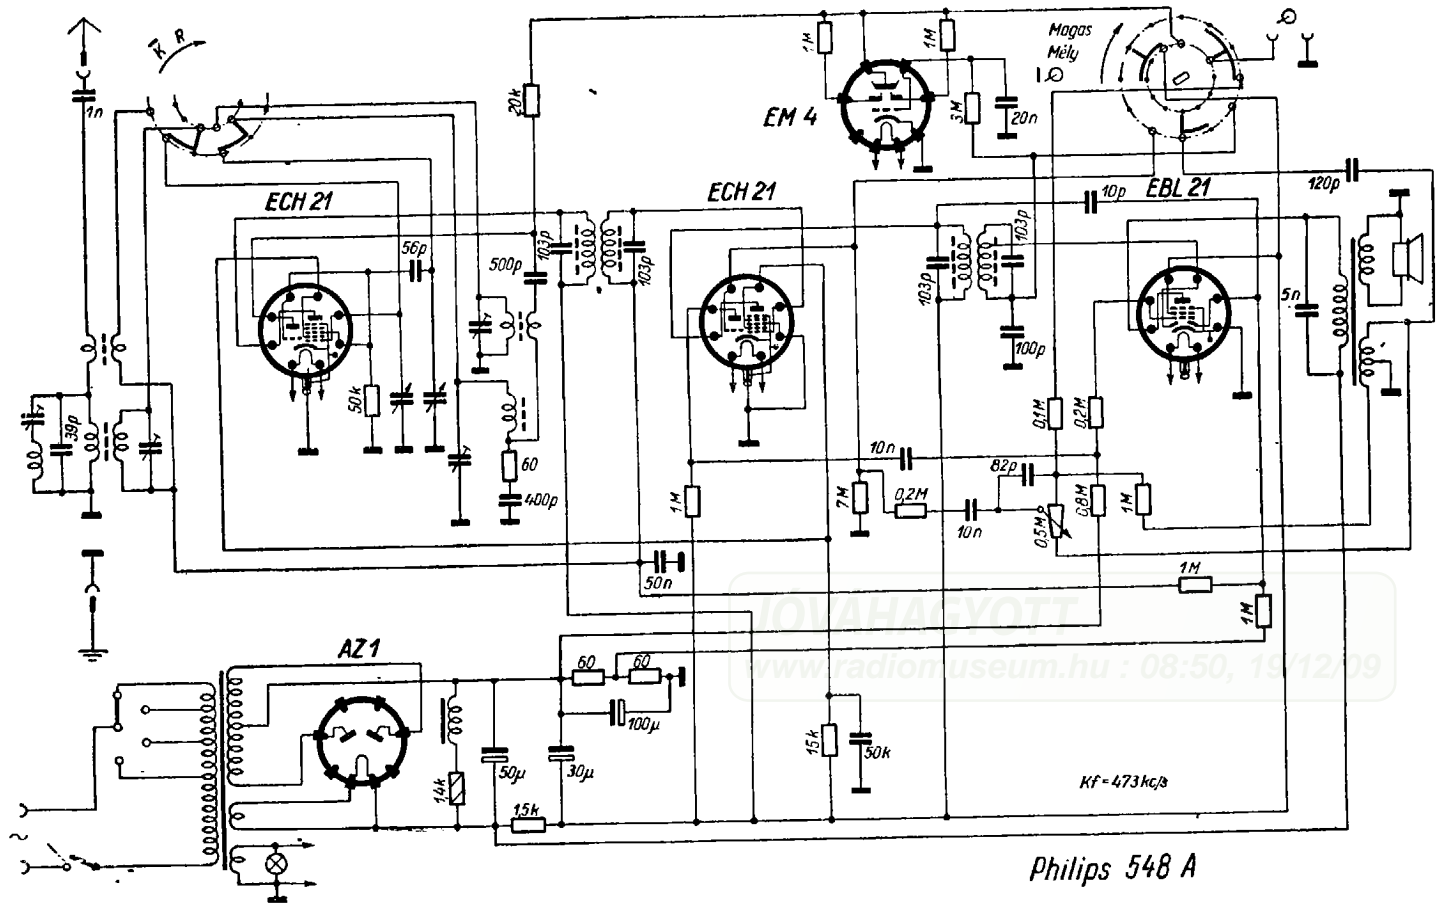 K̅ R
1n
20k
1M
1M
EM 4
3M
20n
Magas
Mély
ECH 21
ECH 21
EBL 21
10p
120p
56p
500p
103p
103p
103p
103p
5n
100p
50k
39p
60
400p
0,1M
0,2M
10n
82p
1M
7M
0,2M
10n
0,5M
0,8M
1M
50n
1M
1M
JÓVÁHAGYOTT
www.radiomuseum.hu : 08:50, 19/12/09
AZ1
60
60
100μ
50μ
30μ
1,4k
1,5k
15k
50k
Kf = 473 kc/s
~
Philips 548 A